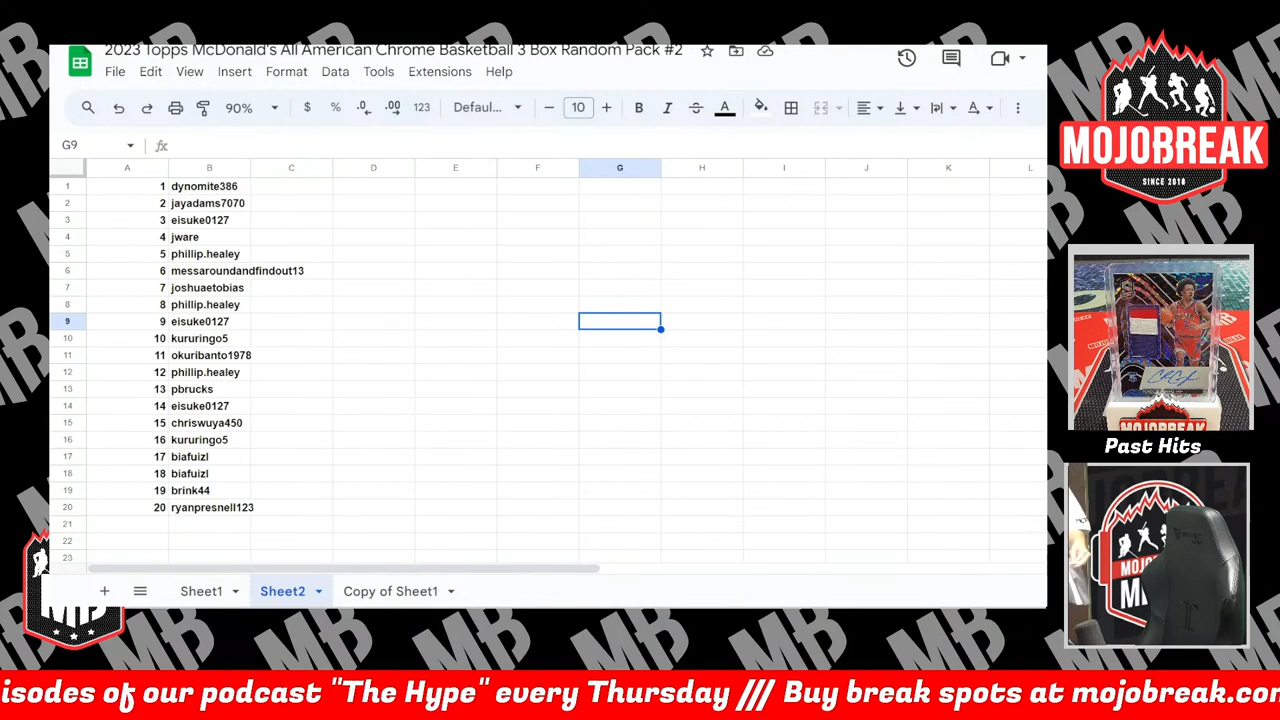 2023 Topps McDonald's All American Chrome Basketball 3 Box Random Pack #2
File Edit View Insert Format Data Tools Extensions Help
90% $ % .0 .00 123 Defaul... 10 B I A
G9 fx
A B C D E F G H I J K L
1 1 dynomite386
2 2 jayadams7070
3 3 eisuke0127
4 4 jware
5 5 phillip.healey
6 6 messaroundandfindout13
7 7 joshuaetobias
8 8 phillip.healey
9 9 eisuke0127
10 10 kururingo5
11 11 okuribanto1978
12 12 phillip.healey
13 13 pbrucks
14 14 eisuke0127
15 15 chriswuya450
16 16 kururingo5
17 17 biafuizl
18 18 biafuizl
19 19 brink44
20 20 ryanpresnell123
21
22
23
Sheet1 Sheet2 Copy of Sheet1
MOJOBREAK
SINCE 2010
Past Hits
isodes of our podcast "The Hype" every Thursday /// Buy break spots at mojobreak.con